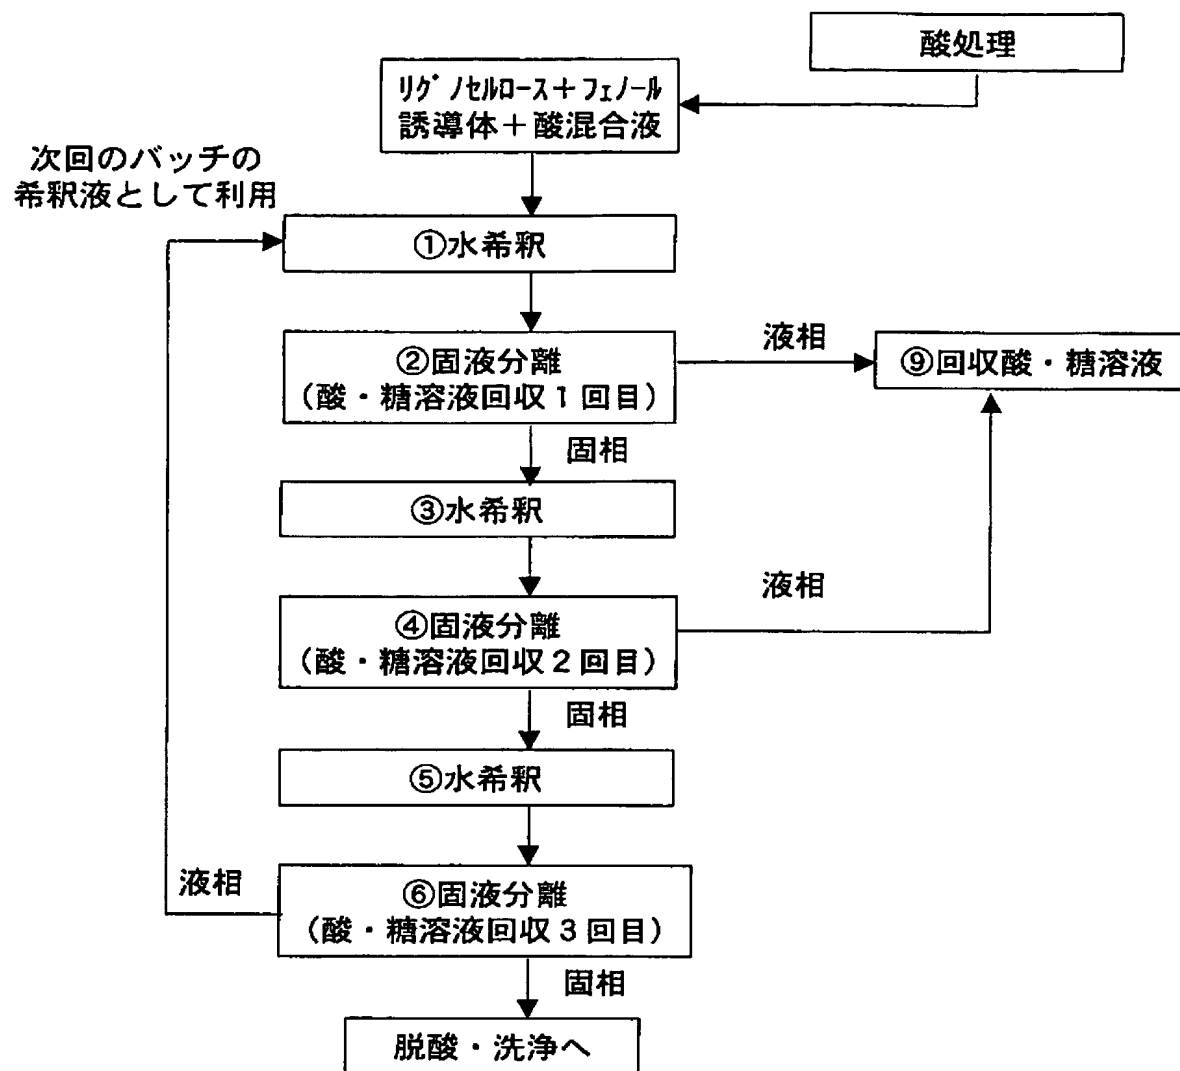 酸処理
リグノセルロース+フェノール
誘導体+酸混合液
次回のバッチの
希釈液として利用
①水希釈
②固液分離
(酸・糖溶液回収1回目)
液相
⑨回収酸・糖溶液
固相
③水希釈
④固液分離
(酸・糖溶液回収2回目)
液相
固相
⑤水希釈
液相
⑥固液分離
(酸・糖溶液回収3回目)
固相
脱酸・洗浄へ